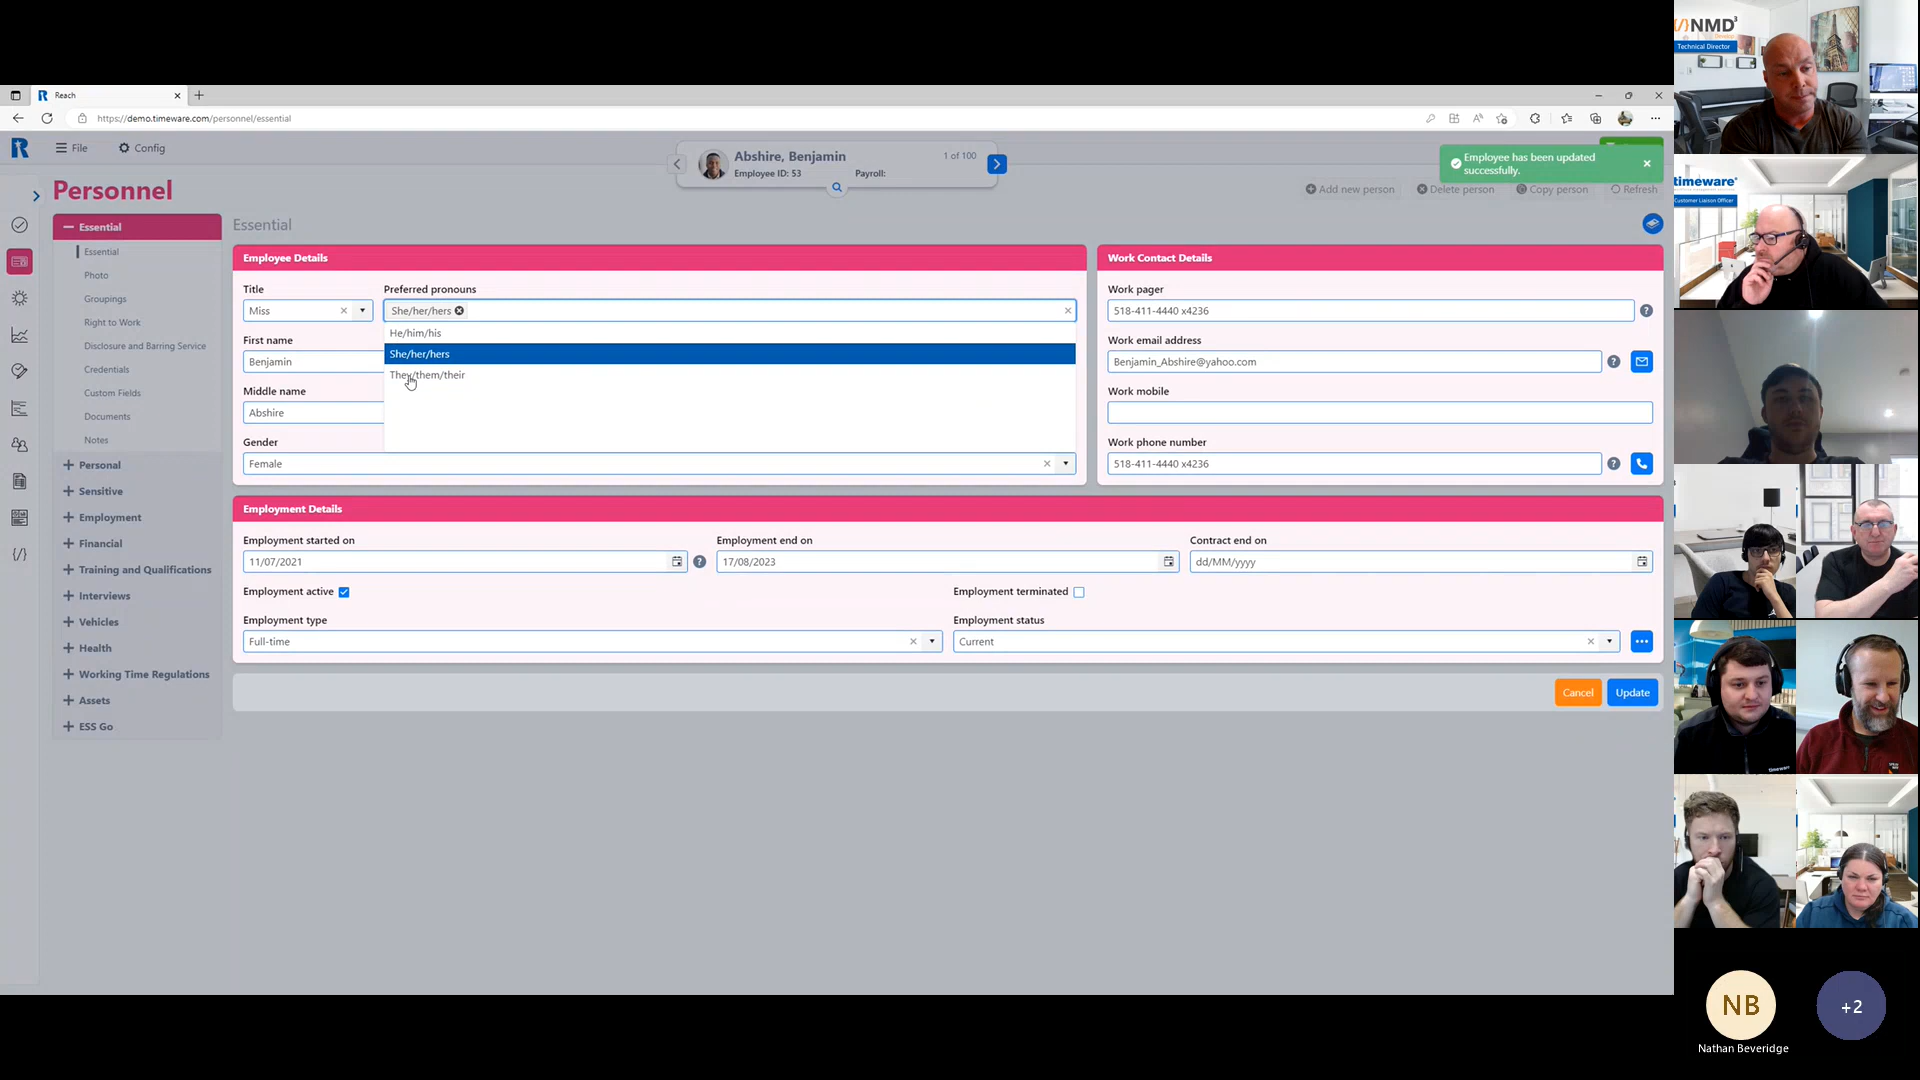 Reach
https://demo.timeware.com/personnel/essential
File
Config
Abshire, Benjamin
1 of 100
Employee ID: 53
Payroll:
Employee has been updated
successfully.
Personnel
Add new person
Delete person
Copy person
Refresh
Essential
Essential
Photo
Groupings
Right to Work
Disclosure and Barring Service
Credentials
Custom Fields
Documents
Notes
Personal
Sensitive
Employment
Financial
Training and Qualifications
Interviews
Vehicles
Health
Working Time Regulations
Assets
ESS Go
Essential
Employee Details
Title
Preferred pronouns
Miss
She/her/hers
He/him/his
She/her/hers
They/them/their
First name
Benjamin
Middle name
Abshire
Gender
Female
Work Contact Details
Work pager
518-411-4440 x4236
Work email address
Benjamin_Abshire@yahoo.com
Work mobile
Work phone number
518-411-4440 x4236
Employment Details
Employment started on
Employment end on
Contract end on
11/07/2021
17/08/2023
dd/MM/yyyy
Employment active
Employment terminated
Employment type
Employment status
Full-time
Current
Cancel
Update
NMD³
Technical Director
timeware®
Customer Liaison Officer
timeware
NB
+2
Nathan Beveridge